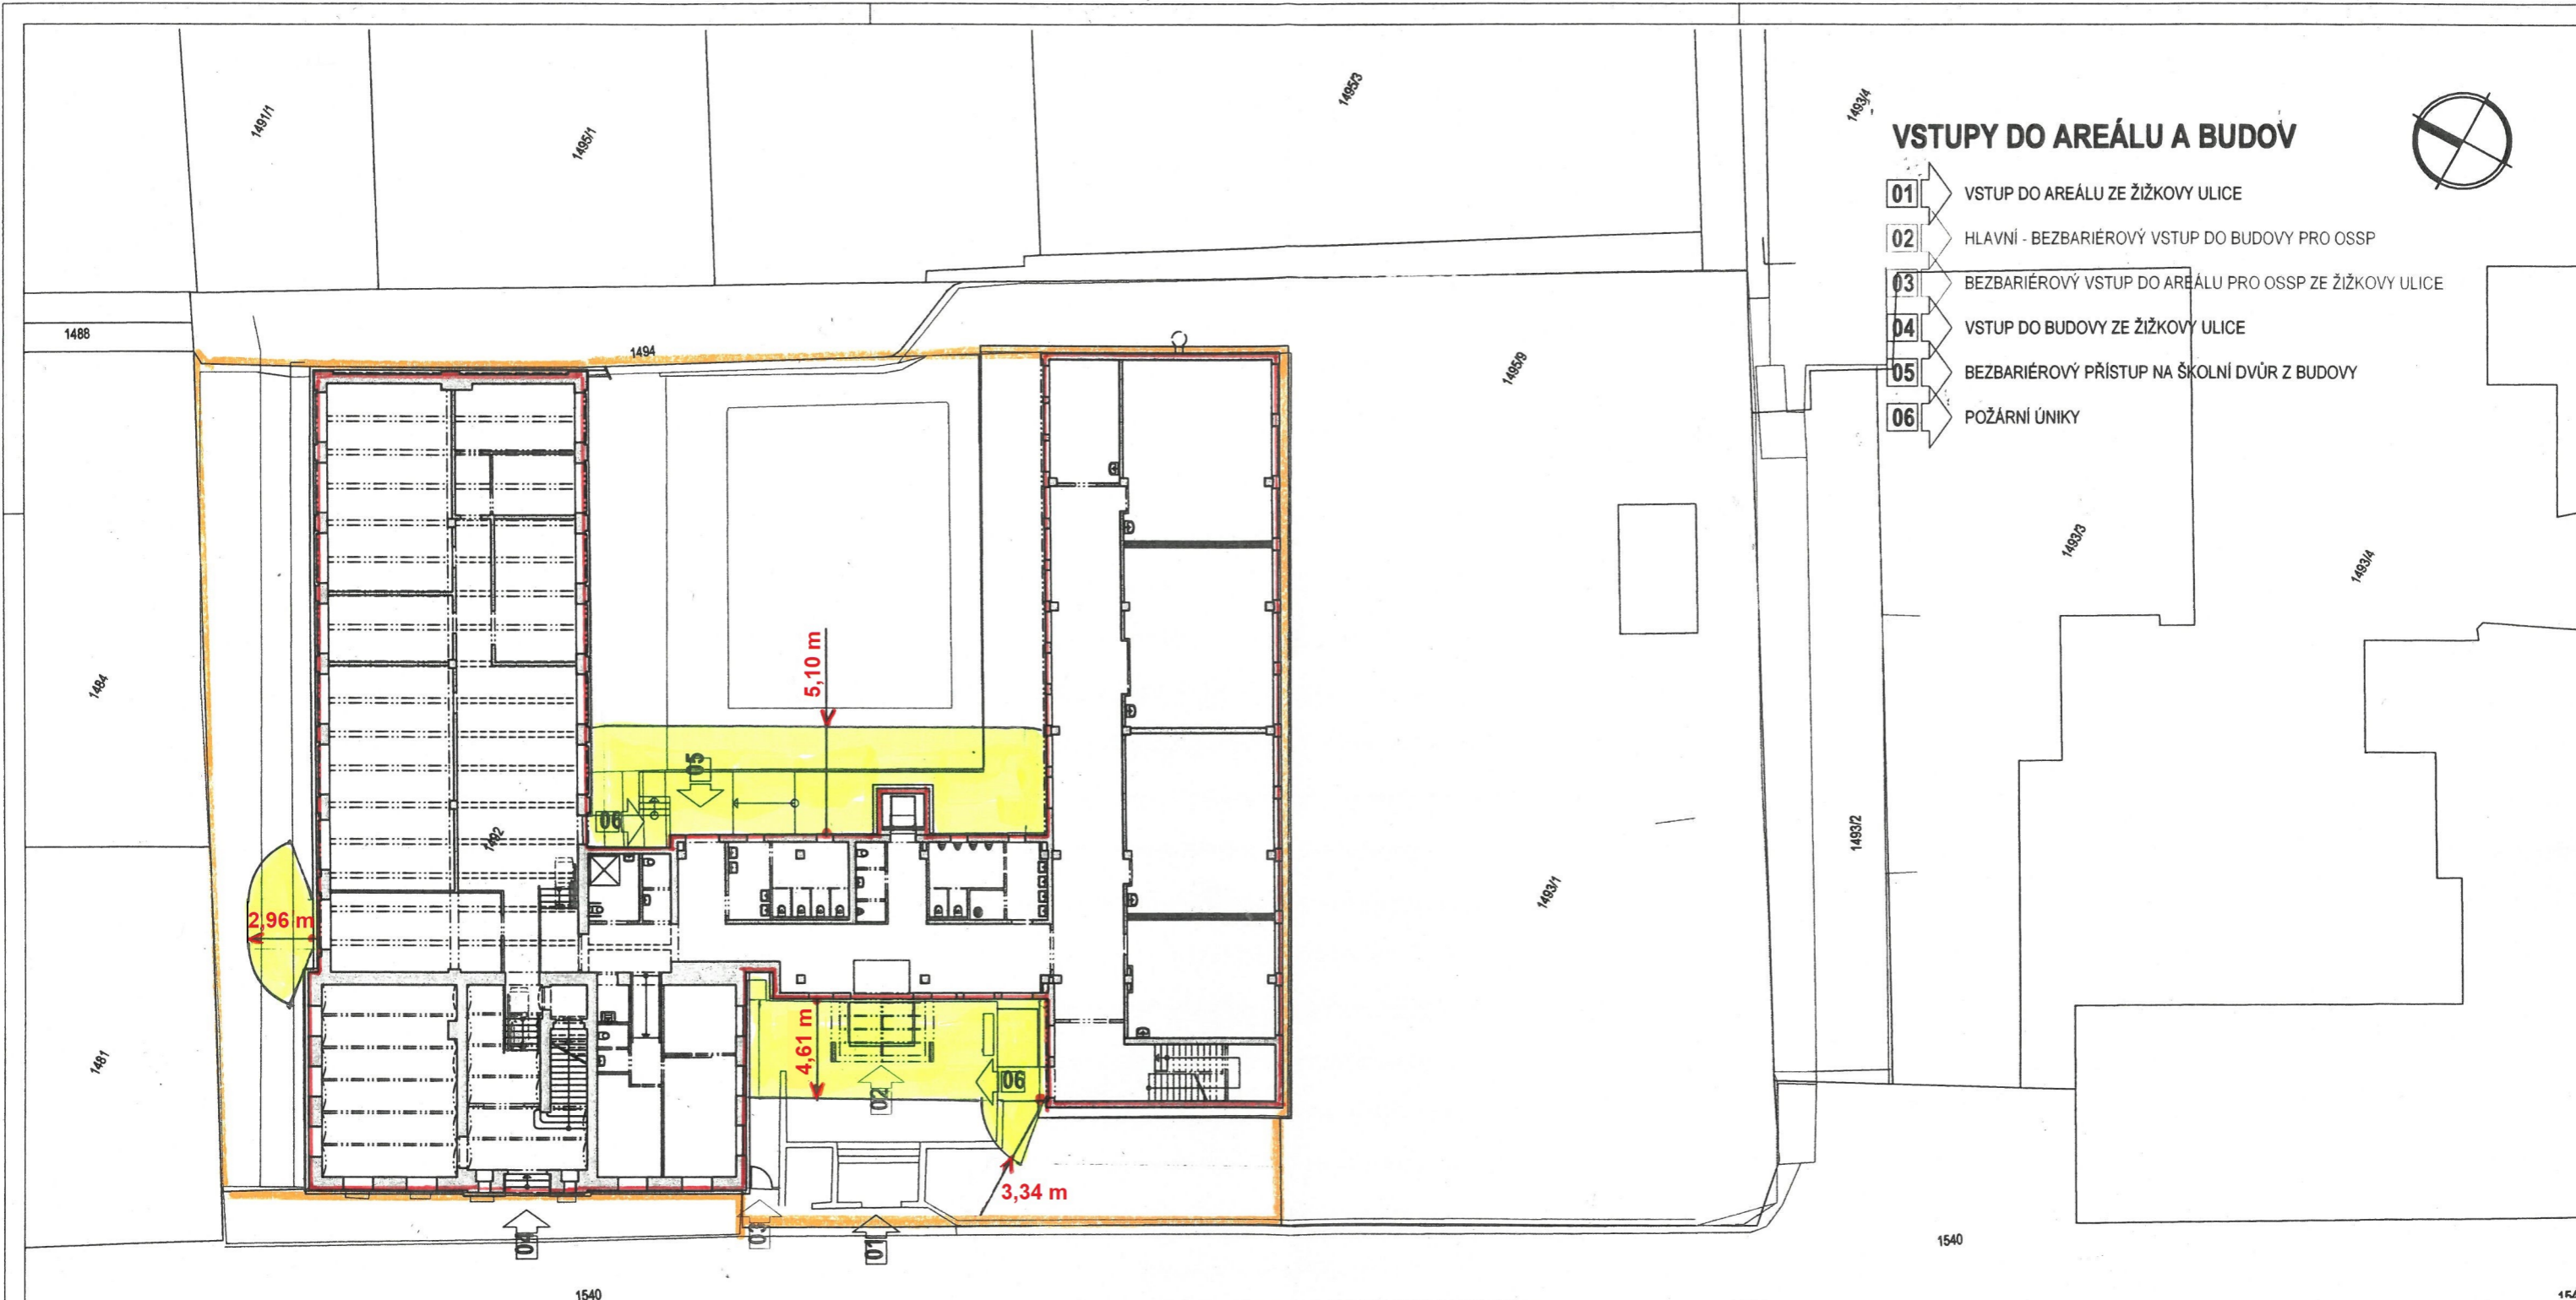 1491/1
1495/1
1495/3
1493/4
VSTUPY DO AREÁLU A BUDOV
01 VSTUP DO AREÁLU ZE ŽIŽKOVY ULICE
02 HLAVNÍ - BEZBARIÉROVÝ VSTUP DO BUDOVY PRO OSSP
03 BEZBARIÉROVÝ VSTUP DO AREÁLU PRO OSSP ZE ŽIŽKOVY ULICE
04 VSTUP DO BUDOVY ZE ŽIŽKOVY ULICE
05 BEZBARIÉROVÝ PŘÍSTUP NA ŠKOLNÍ DVŮR Z BUDOVY
06 POŽÁRNÍ ÚNIKY
1488
1494
1495/9
1493/3
1493/4
1484
5,10 m
05
06
1492
1493/2
1493/1
2,96 m
4,61 m
06
02
1481
3,34 m
04
03
01
1540
1540